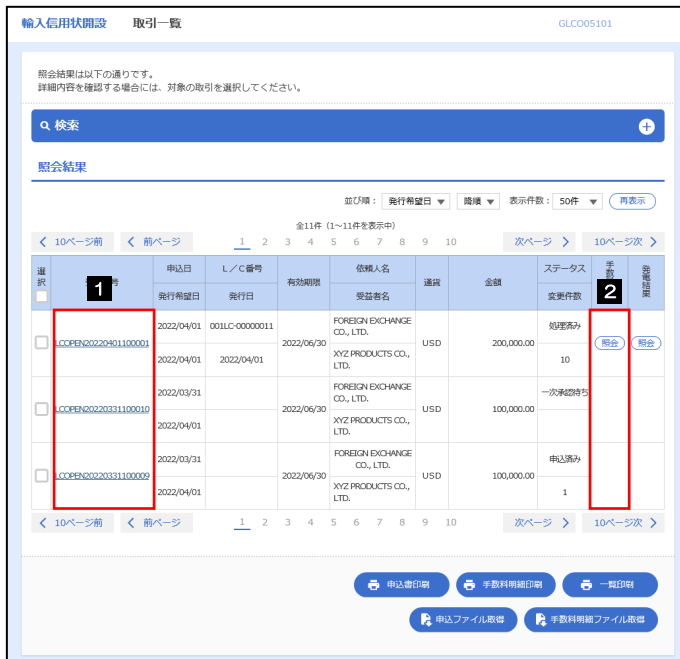 輸入信用状開設 取引一覧 GLCO05101
照会結果は以下の通りです。
詳細内容を確認する場合には、対象の取引を選択してください。
検索
照会結果
並び順： 発行希望日 ▼ 降順 ▼ 表示件数： 50件 ▼ 再表示
全11件（1～11件を表示中）
10ページ前 前ページ 1 2 3 4 5 6 7 8 9 10 次ページ 10ページ次
選択 1 号 申込日 L／C番号 有効期限 依頼人名 通貨 金額 ステータス 手数 2 発電結果
発行希望日 発行日 受益者名 変更件数
LCOPEN20220401100001 2022/04/01 001LC-00000011 2022/06/30 FOREIGN EXCHANGE CO., LTD. USD 200,000.00 処理済み 照会 照会
2022/04/01 2022/04/01 XYZ PRODUCTS CO., LTD. 10
LCOPEN20220331100010 2022/03/31 2022/06/30 FOREIGN EXCHANGE CO., LTD. USD 100,000.00 一次承認待ち
2022/04/01 XYZ PRODUCTS CO., LTD.
LCOPEN20220331100009 2022/03/31 2022/06/30 FOREIGN EXCHANGE CO., LTD. USD 100,000.00 申込済み
2022/04/01 XYZ PRODUCTS CO., LTD. 1
10ページ前 前ページ 1 2 3 4 5 6 7 8 9 10 次ページ 10ページ次
申込書印刷 手数料明細印刷 一覧印刷
申込ファイル取得 手数料明細ファイル取得